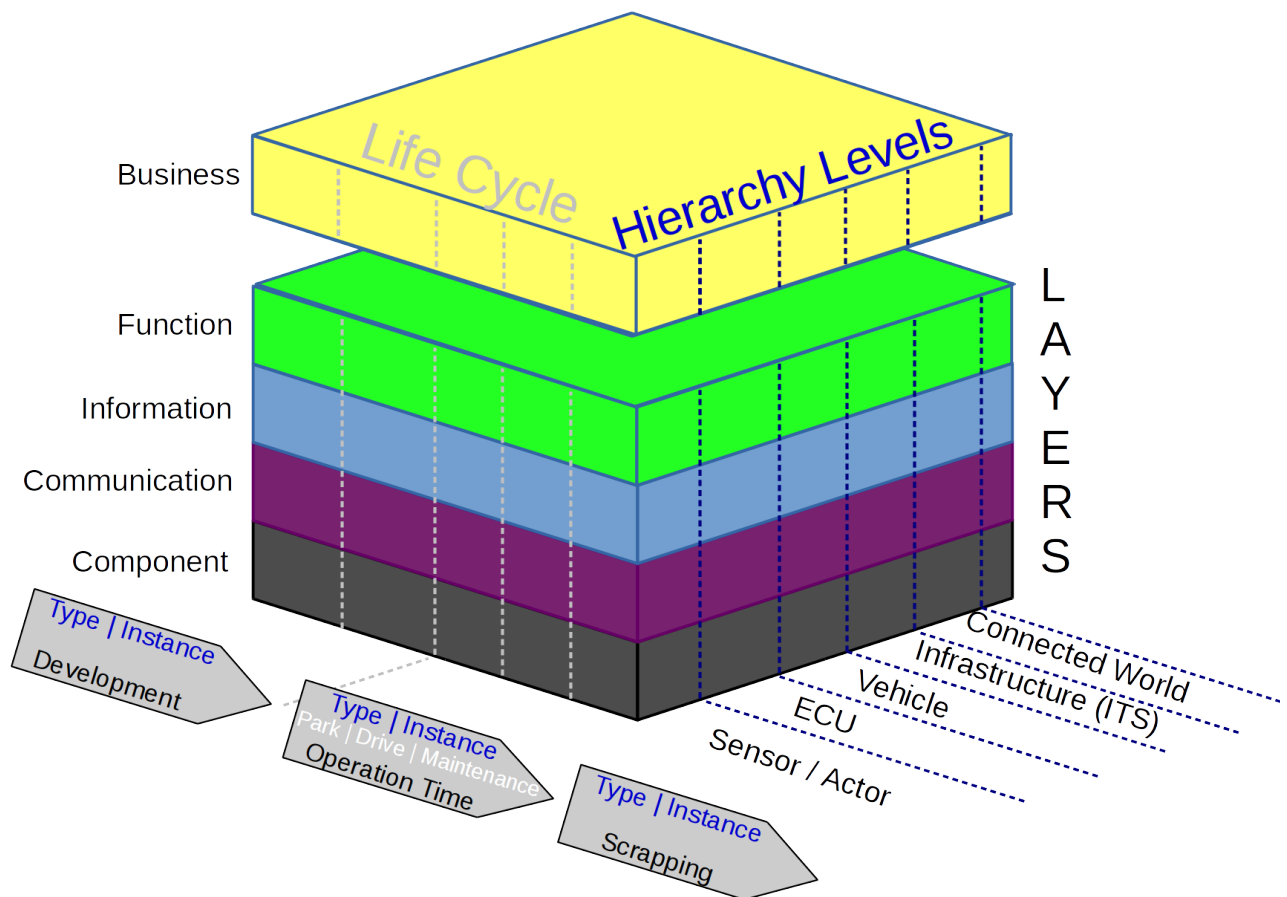 Life Cycle
Hierarchy Levels
Business
Function
Information
Communication
Component
LAYERS
Type | Instance
Development
Type | Instance
Park | Drive | Maintenance
Operation Time
Type | Instance
Scrapping
Connected World
Infrastructure (ITS)
Vehicle
ECU
Sensor / Actor